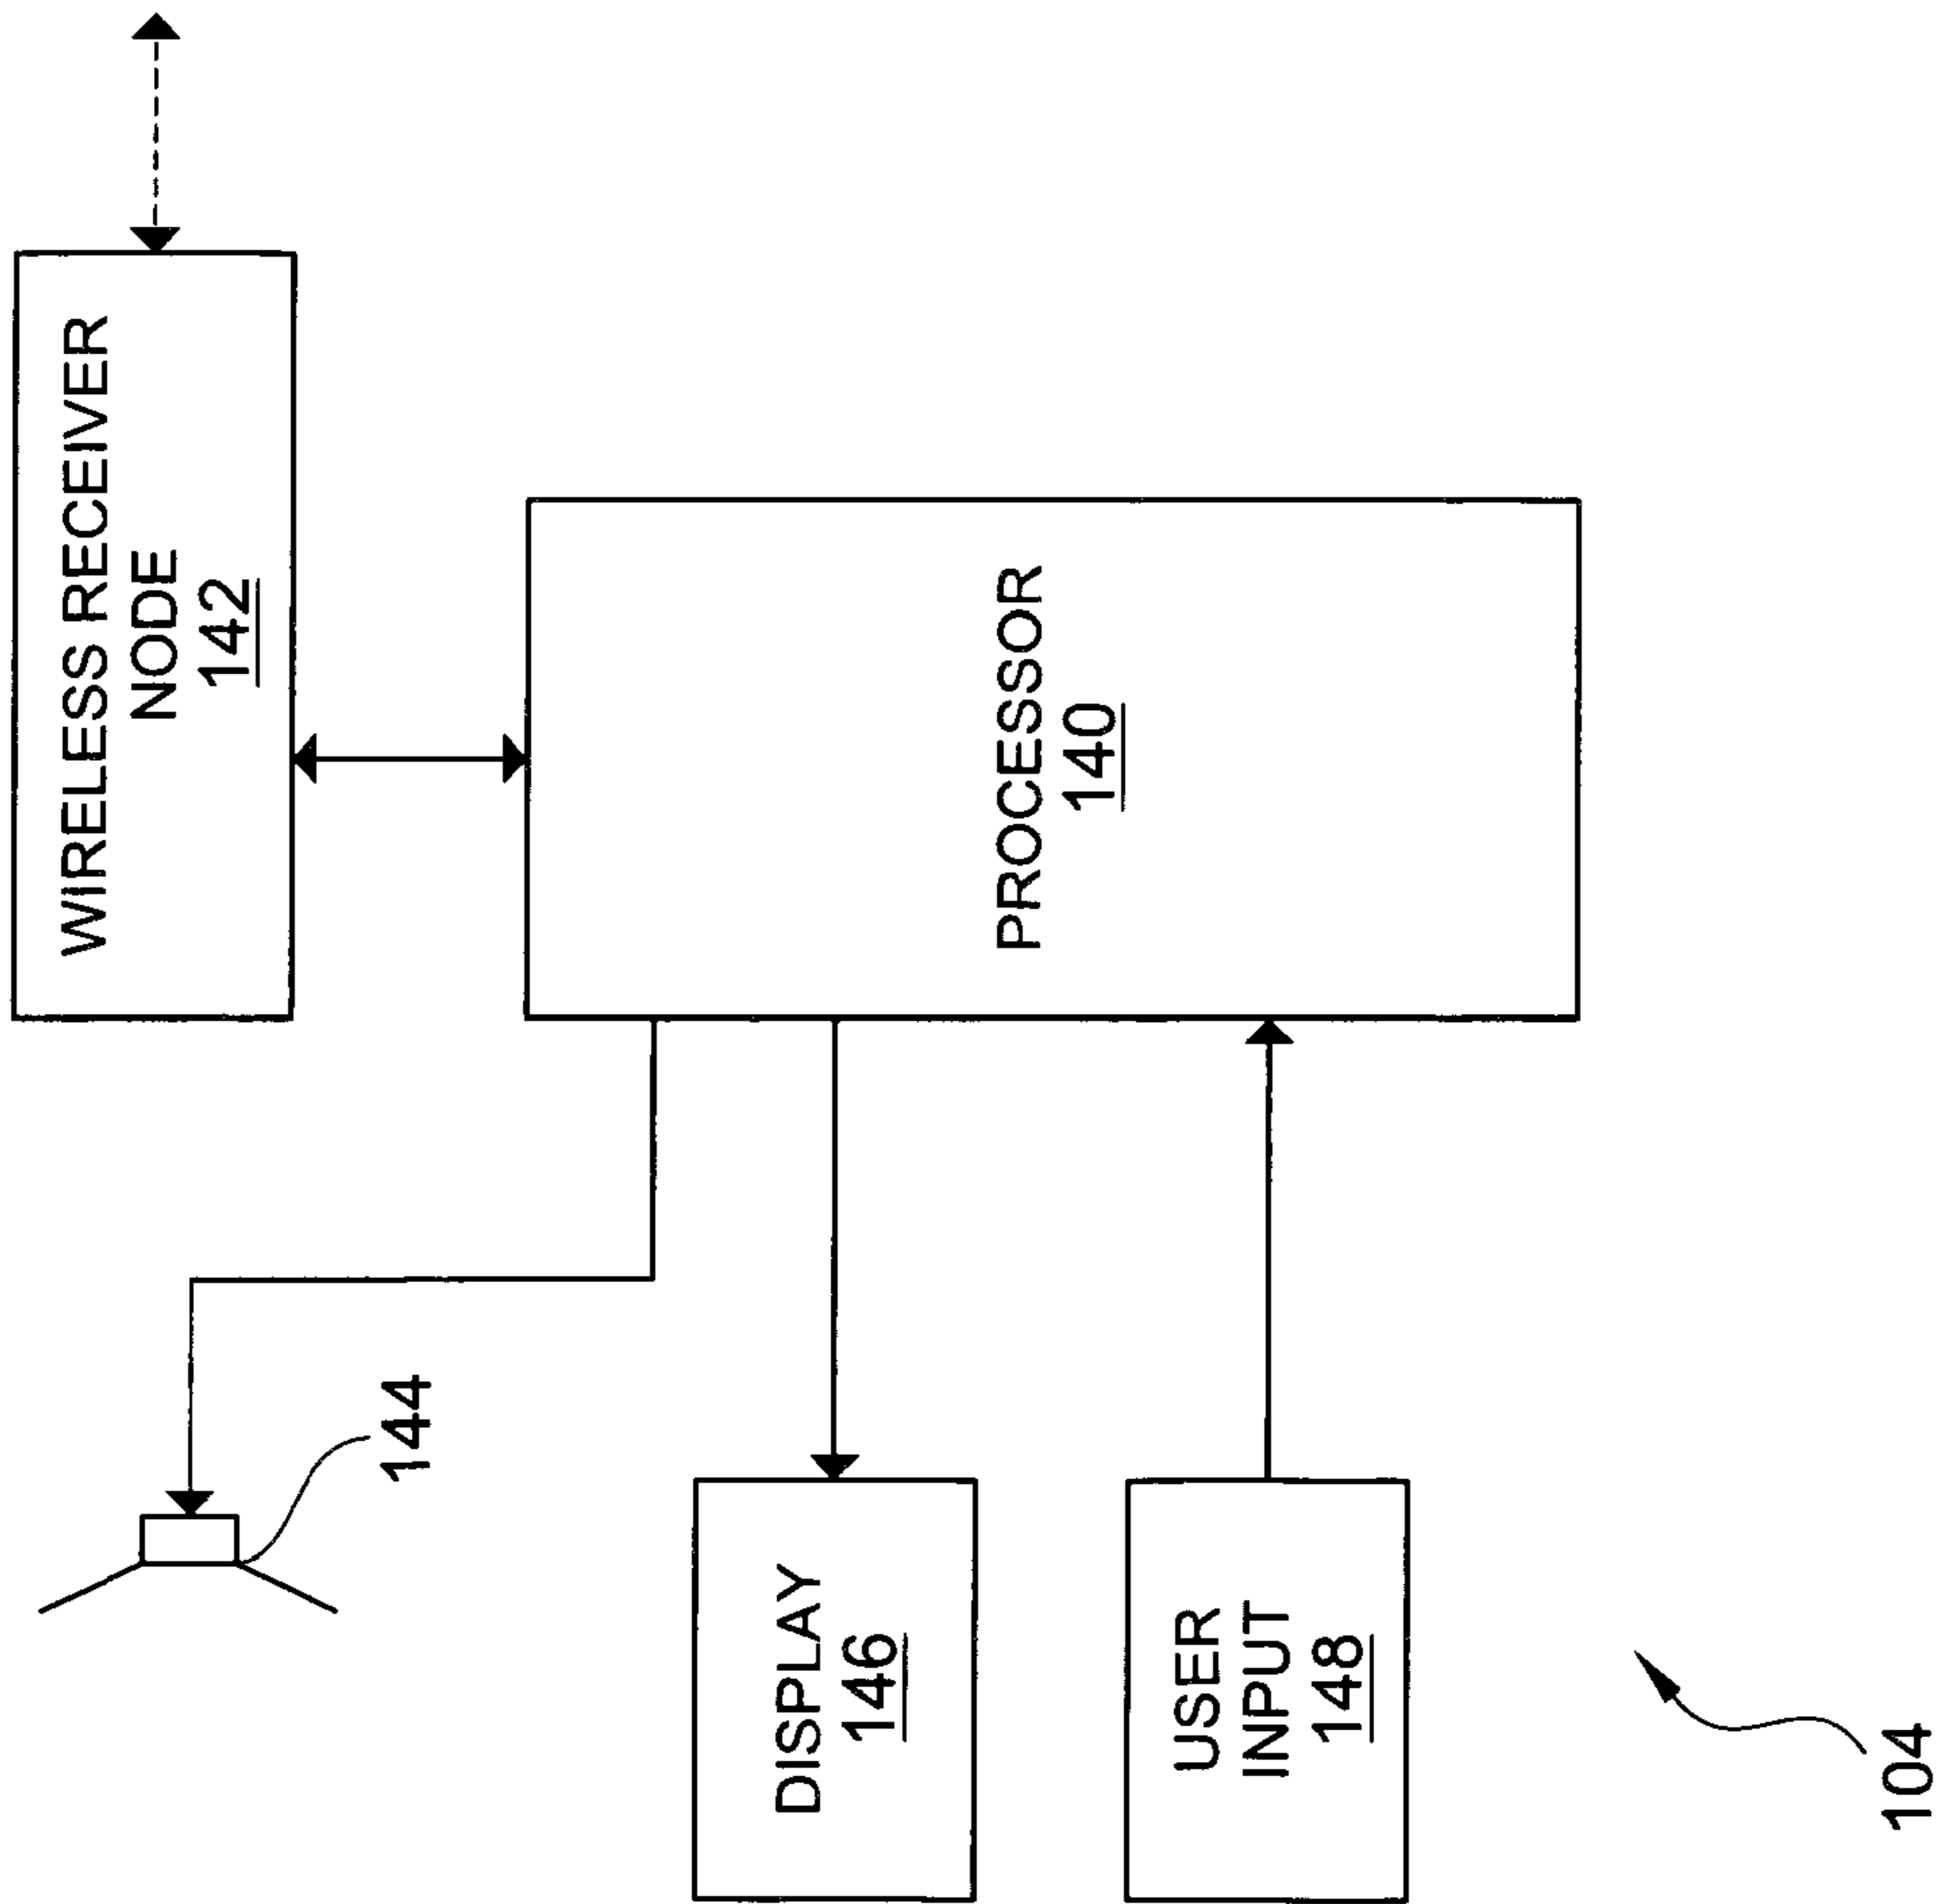 WIRELESS RECEIVER
NODE
142
PROCESSOR
140
144
DISPLAY
146
USER
INPUT
148
104